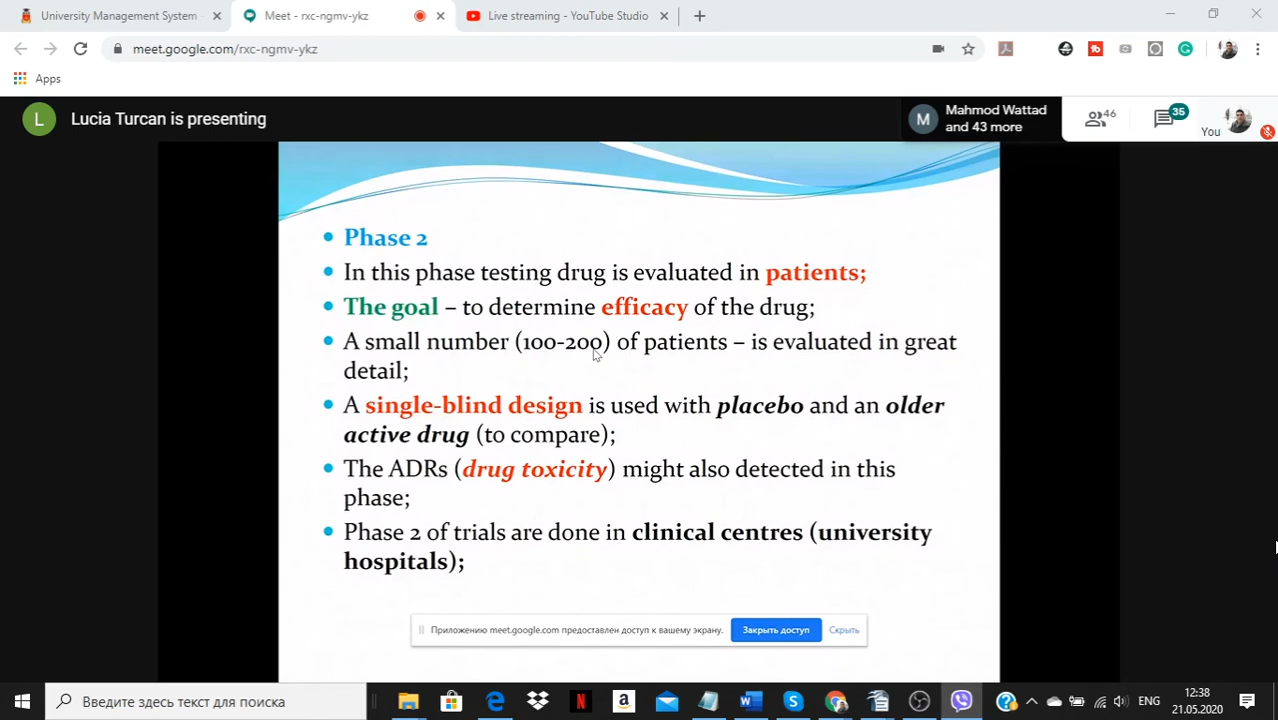 University Management System -
Meet - rxc-ngmv-ykz
Live streaming - YouTube Studio
meet.google.com/rxc-ngmv-ykz
Apps
L
Lucia Turcan is presenting
M
Mahmod Wattad
and 43 more
46
35
You
Phase 2
In this phase testing drug is evaluated in patients;
The goal – to determine efficacy of the drug;
A small number (100-200) of patients – is evaluated in great
detail;
A single-blind design is used with placebo and an older
active drug (to compare);
The ADRs (drug toxicity) might also detected in this
phase;
Phase 2 of trials are done in clinical centres (university
hospitals);
Приложению meet.google.com предоставлен доступ к вашему экрану.
Закрыть доступ
Скрыть
Введите здесь текст для поиска
ENG
12:38
21.05.2020